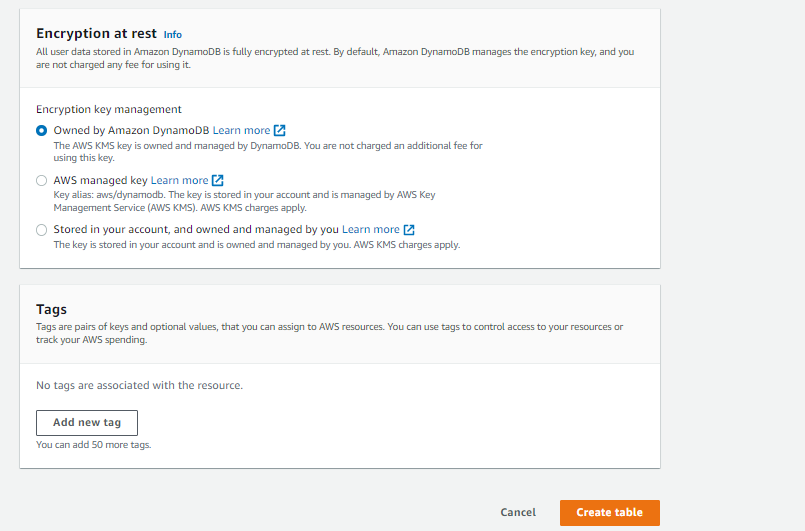 Encryption at rest Info
All user data stored in Amazon DynamoDB is fully encrypted at rest. By default, Amazon DynamoDB manages the encryption key, and you
are not charged any fee for using it.
Encryption key management
Owned by Amazon DynamoDB Learn more
The AWS KMS key is owned and managed by DynamoDB. You are not charged an additional fee for
using this key.
AWS managed key Learn more
Key alias: aws/dynamodb. The key is stored in your account and is managed by AWS Key
Management Service (AWS KMS). AWS KMS charges apply.
Stored in your account, and owned and managed by you Learn more
The key is stored in your account and is owned and managed by you. AWS KMS charges apply.
Tags
Tags are pairs of keys and optional values, that you can assign to AWS resources. You can use tags to control access to your resources or
track your AWS spending.
No tags are associated with the resource.
Add new tag
You can add 50 more tags.
Cancel Create table